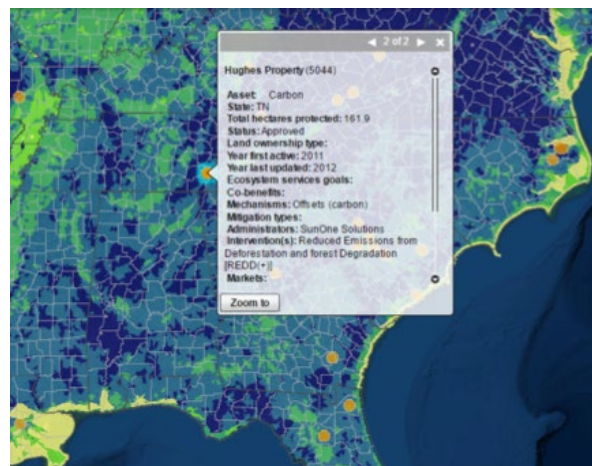 2 of 2
Hughes Property (5044)
Asset: Carbon
State: TN
Total hectares protected: 161.9
Status: Approved
Land ownership type:
Year first active: 2011
Year last updated: 2012
Ecosystem services goals:
Co-benefits:
Mechanisms: Offsets (carbon)
Mitigation types:
Administrators: SunOne Solutions
Intervention(s): Reduced Emissions from
Deforestation and forest Degradation
[REDD(+)]
Markets:
Zoom to